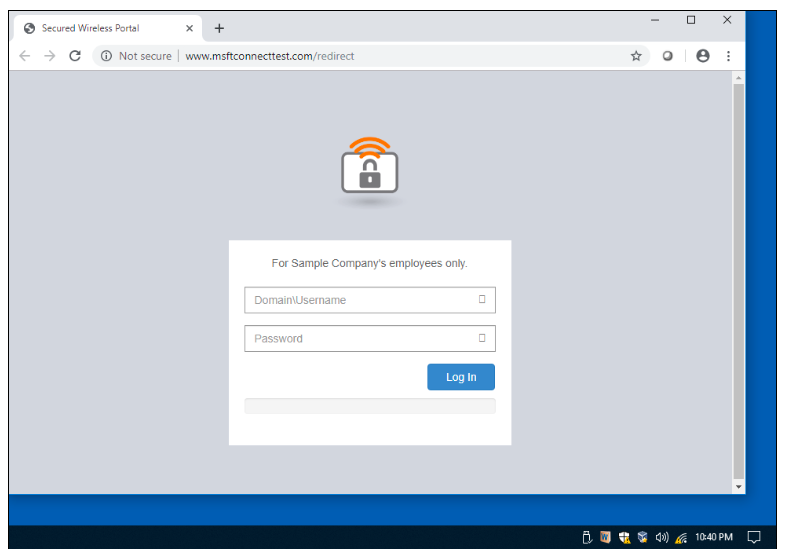 Secured Wireless Portal
Not secure | www.msftconnecttest.com/redirect
For Sample Company's employees only.
Domain\Username
Password
Log In
10:40 PM